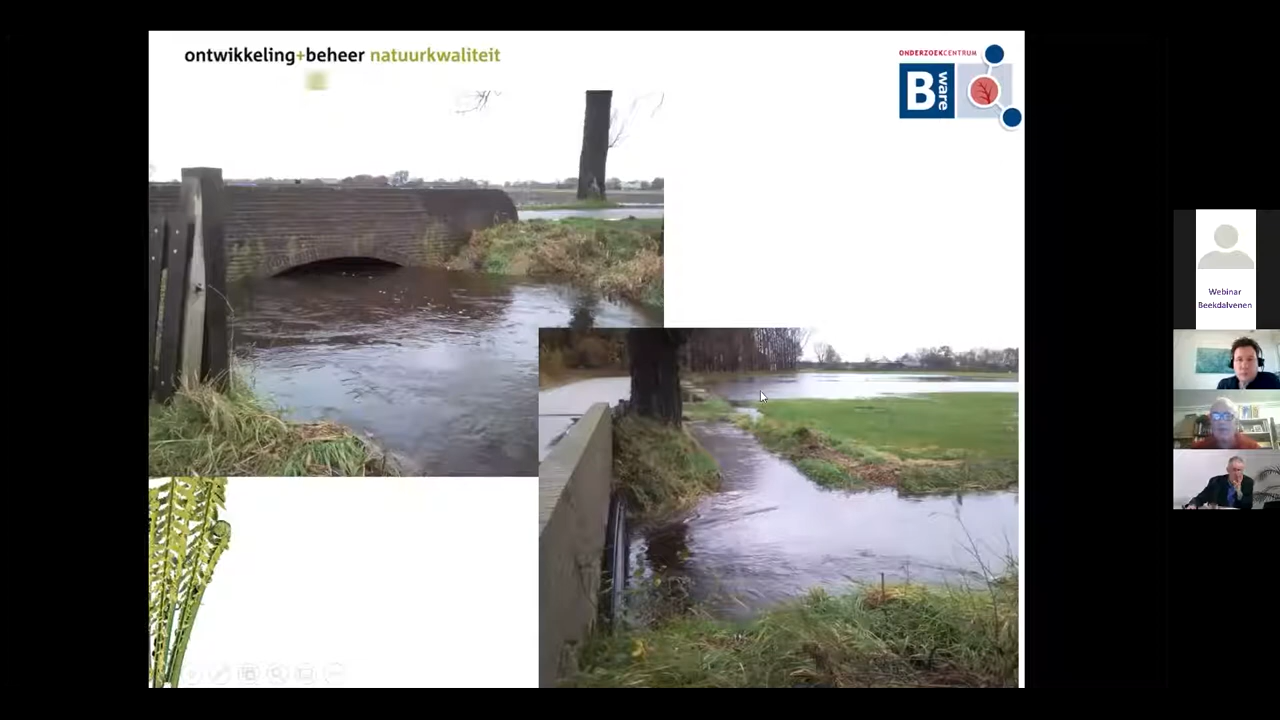 ontwikkeling+beheer natuurkwaliteit
ONDERZOEKCENTRUM
B ware
Webinar
Beekdalvenen